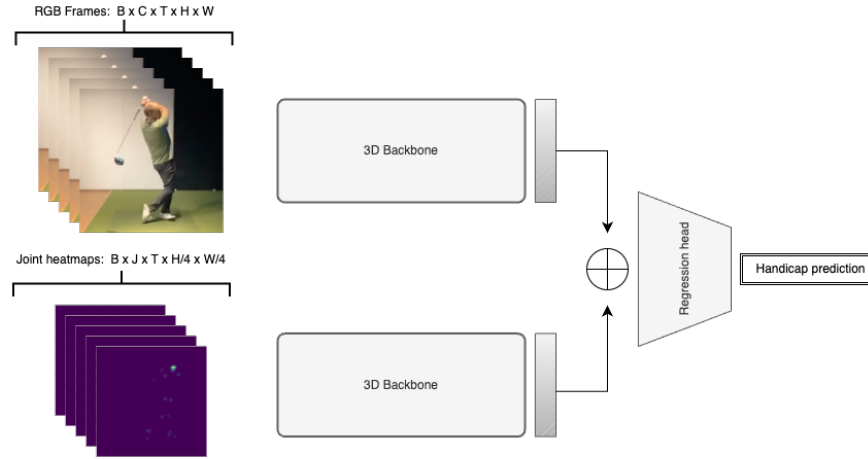 RGB Frames: B x C x T x H x W
3D Backbone
Joint heatmaps: B x J x T x H/4 x W/4
3D Backbone
Regression head
Handicap prediction